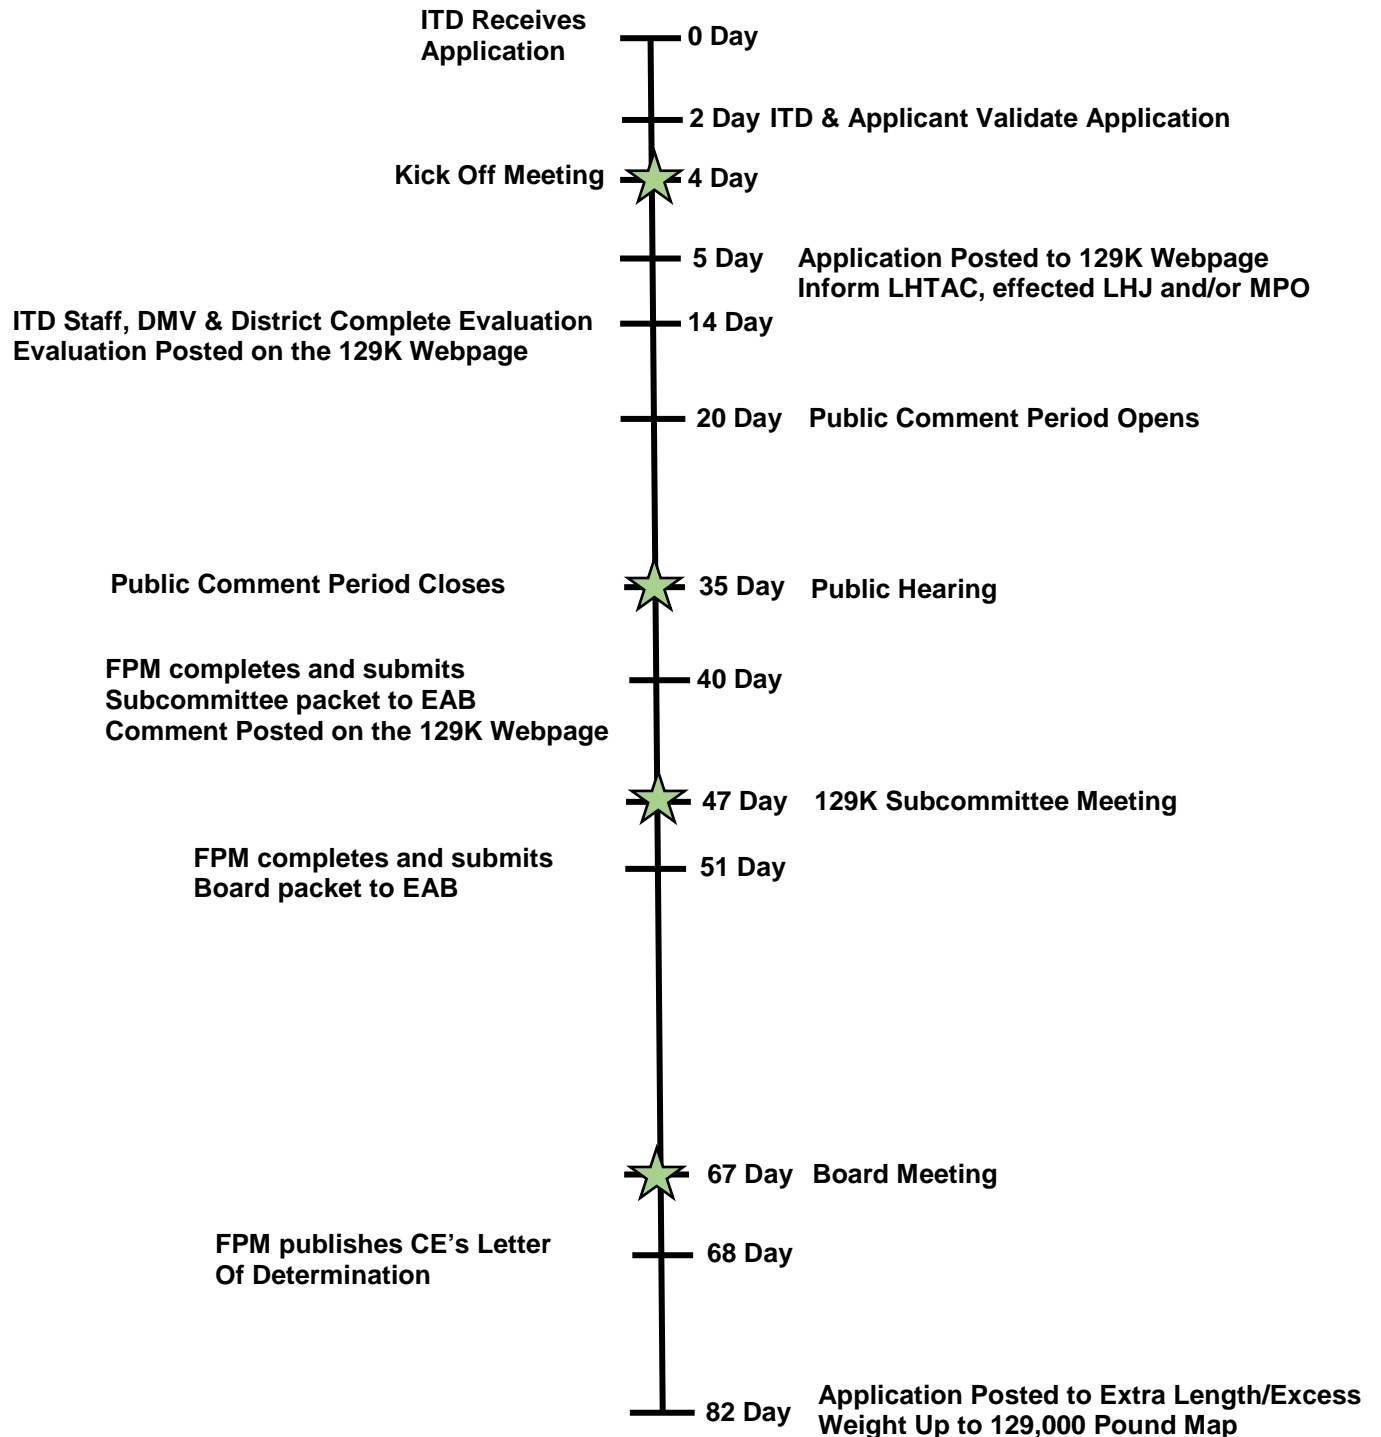 ITD Receives
Application
0 Day
2 Day ITD & Applicant Validate Application
Kick Off Meeting
4 Day
5 Day
Application Posted to 129K Webpage
Inform LHTAC, effected LHJ and/or MPO
ITD Staff, DMV & District Complete Evaluation
Evaluation Posted on the 129K Webpage
14 Day
20 Day
Public Comment Period Opens
Public Comment Period Closes
35 Day
Public Hearing
FPM completes and submits
Subcommittee packet to EAB
Comment Posted on the 129K Webpage
40 Day
47 Day
129K Subcommittee Meeting
FPM completes and submits
Board packet to EAB
51 Day
67 Day
Board Meeting
FPM publishes CE's Letter
Of Determination
68 Day
82 Day
Application Posted to Extra Length/Excess
Weight Up to 129,000 Pound Map